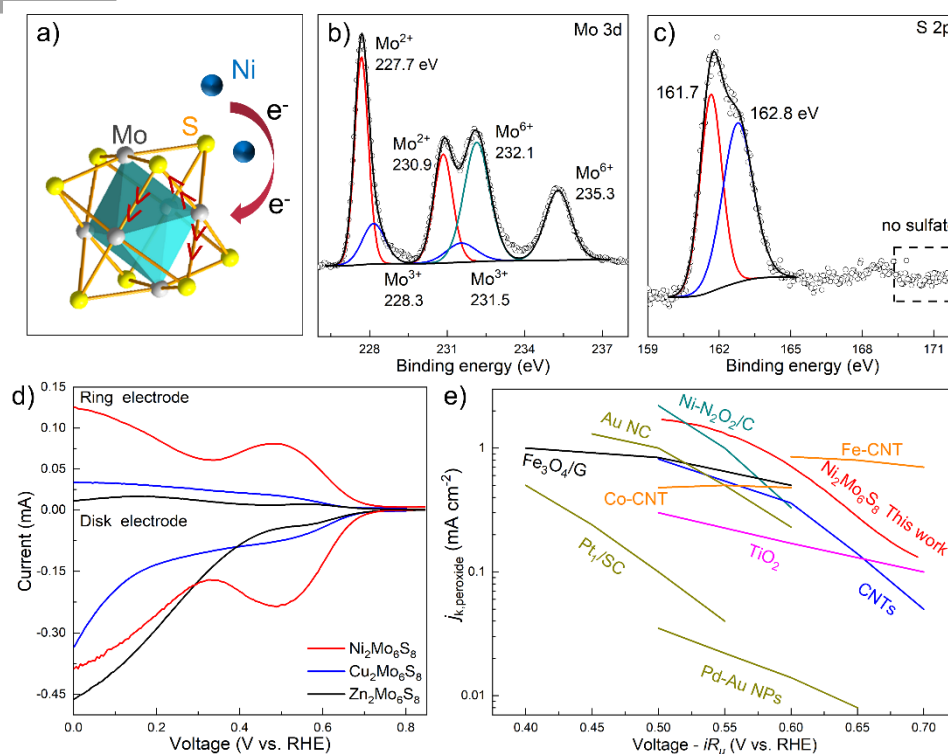 a)
Ni
e⁻
Mo
S
e⁻
b)
Mo 3d
Mo²⁺
227.7 eV
Mo²⁺
230.9
Mo⁶⁺
232.1
Mo⁶⁺
235.3
Mo³⁺
228.3
Mo³⁺
231.5
228 231 234 237
Binding energy (eV)
c)
S 2p
161.7
162.8 eV
no sulfate
159 162 165 168 171
Binding energy (eV)
d)
Ring electrode
Disk electrode
0.15
0.10
0.05
0.00
-0.15
-0.30
-0.45
Current (mA)
Ni₂Mo₆S₈
Cu₂Mo₆S₈
Zn₂Mo₆S₈
0.0 0.2 0.4 0.6 0.8
Voltage (V vs. RHE)
e)
Ni-N₂O₂/C
Au NC
Fe-CNT
Fe₃O₄/G
Ni₂Mo₆S₈ This work
Co-CNT
TiO₂
Pt₁/SC
CNTs
Pd-Au NPs
1
0.1
0.01
jk,peroxide (mA cm⁻²)
0.40 0.45 0.50 0.55 0.60 0.65 0.70
Voltage - iRᵤ (V vs. RHE)